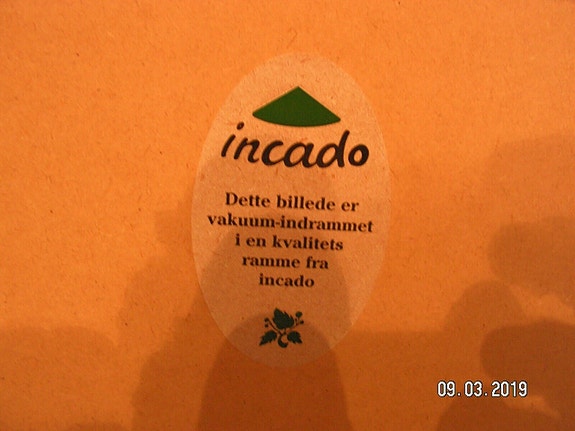 incado
Dette billede er
vakuum-indrammet
i en kvalitets
ramme fra
incado
09.03.2019